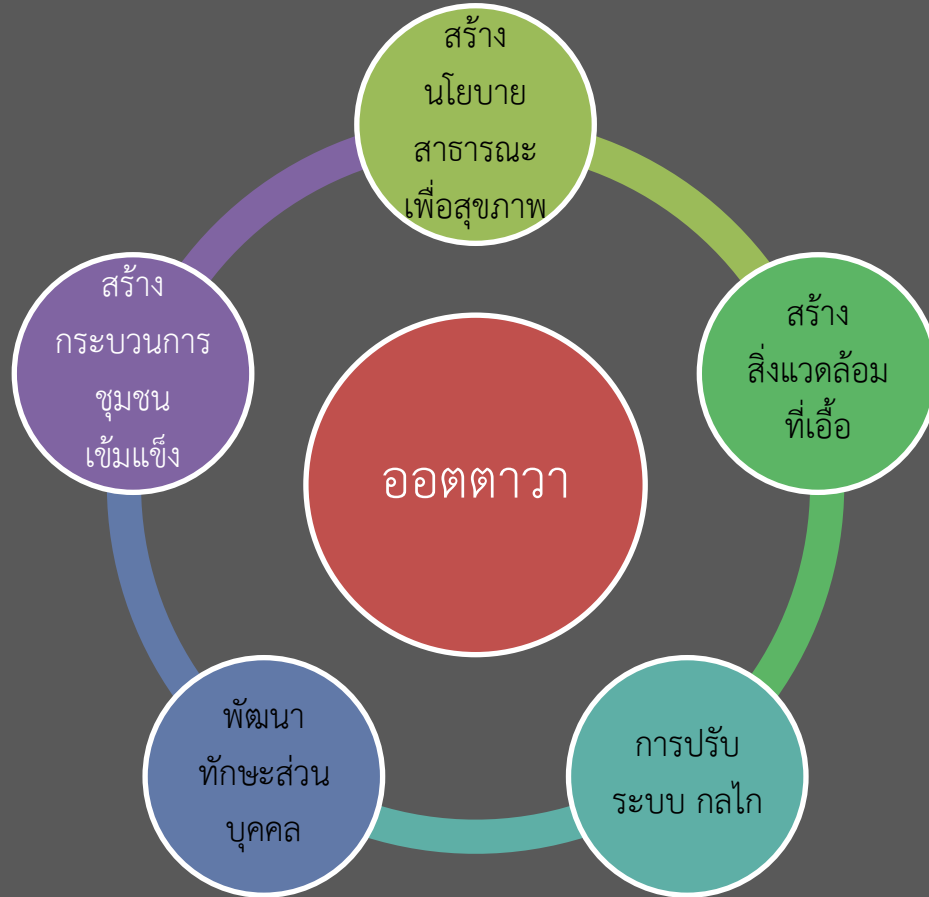 สร้าง
นโยบาย
สาธารณะ
เพื่อสุขภาพ
สร้าง
สิ่งแวดล้อม
ที่เอื้อ
การปรับ
ระบบ กลไก
พัฒนา
ทักษะส่วน
บุคคล
สร้าง
กระบวนการ
ชุมชน
เข้มแข็ง
ออตตาวา